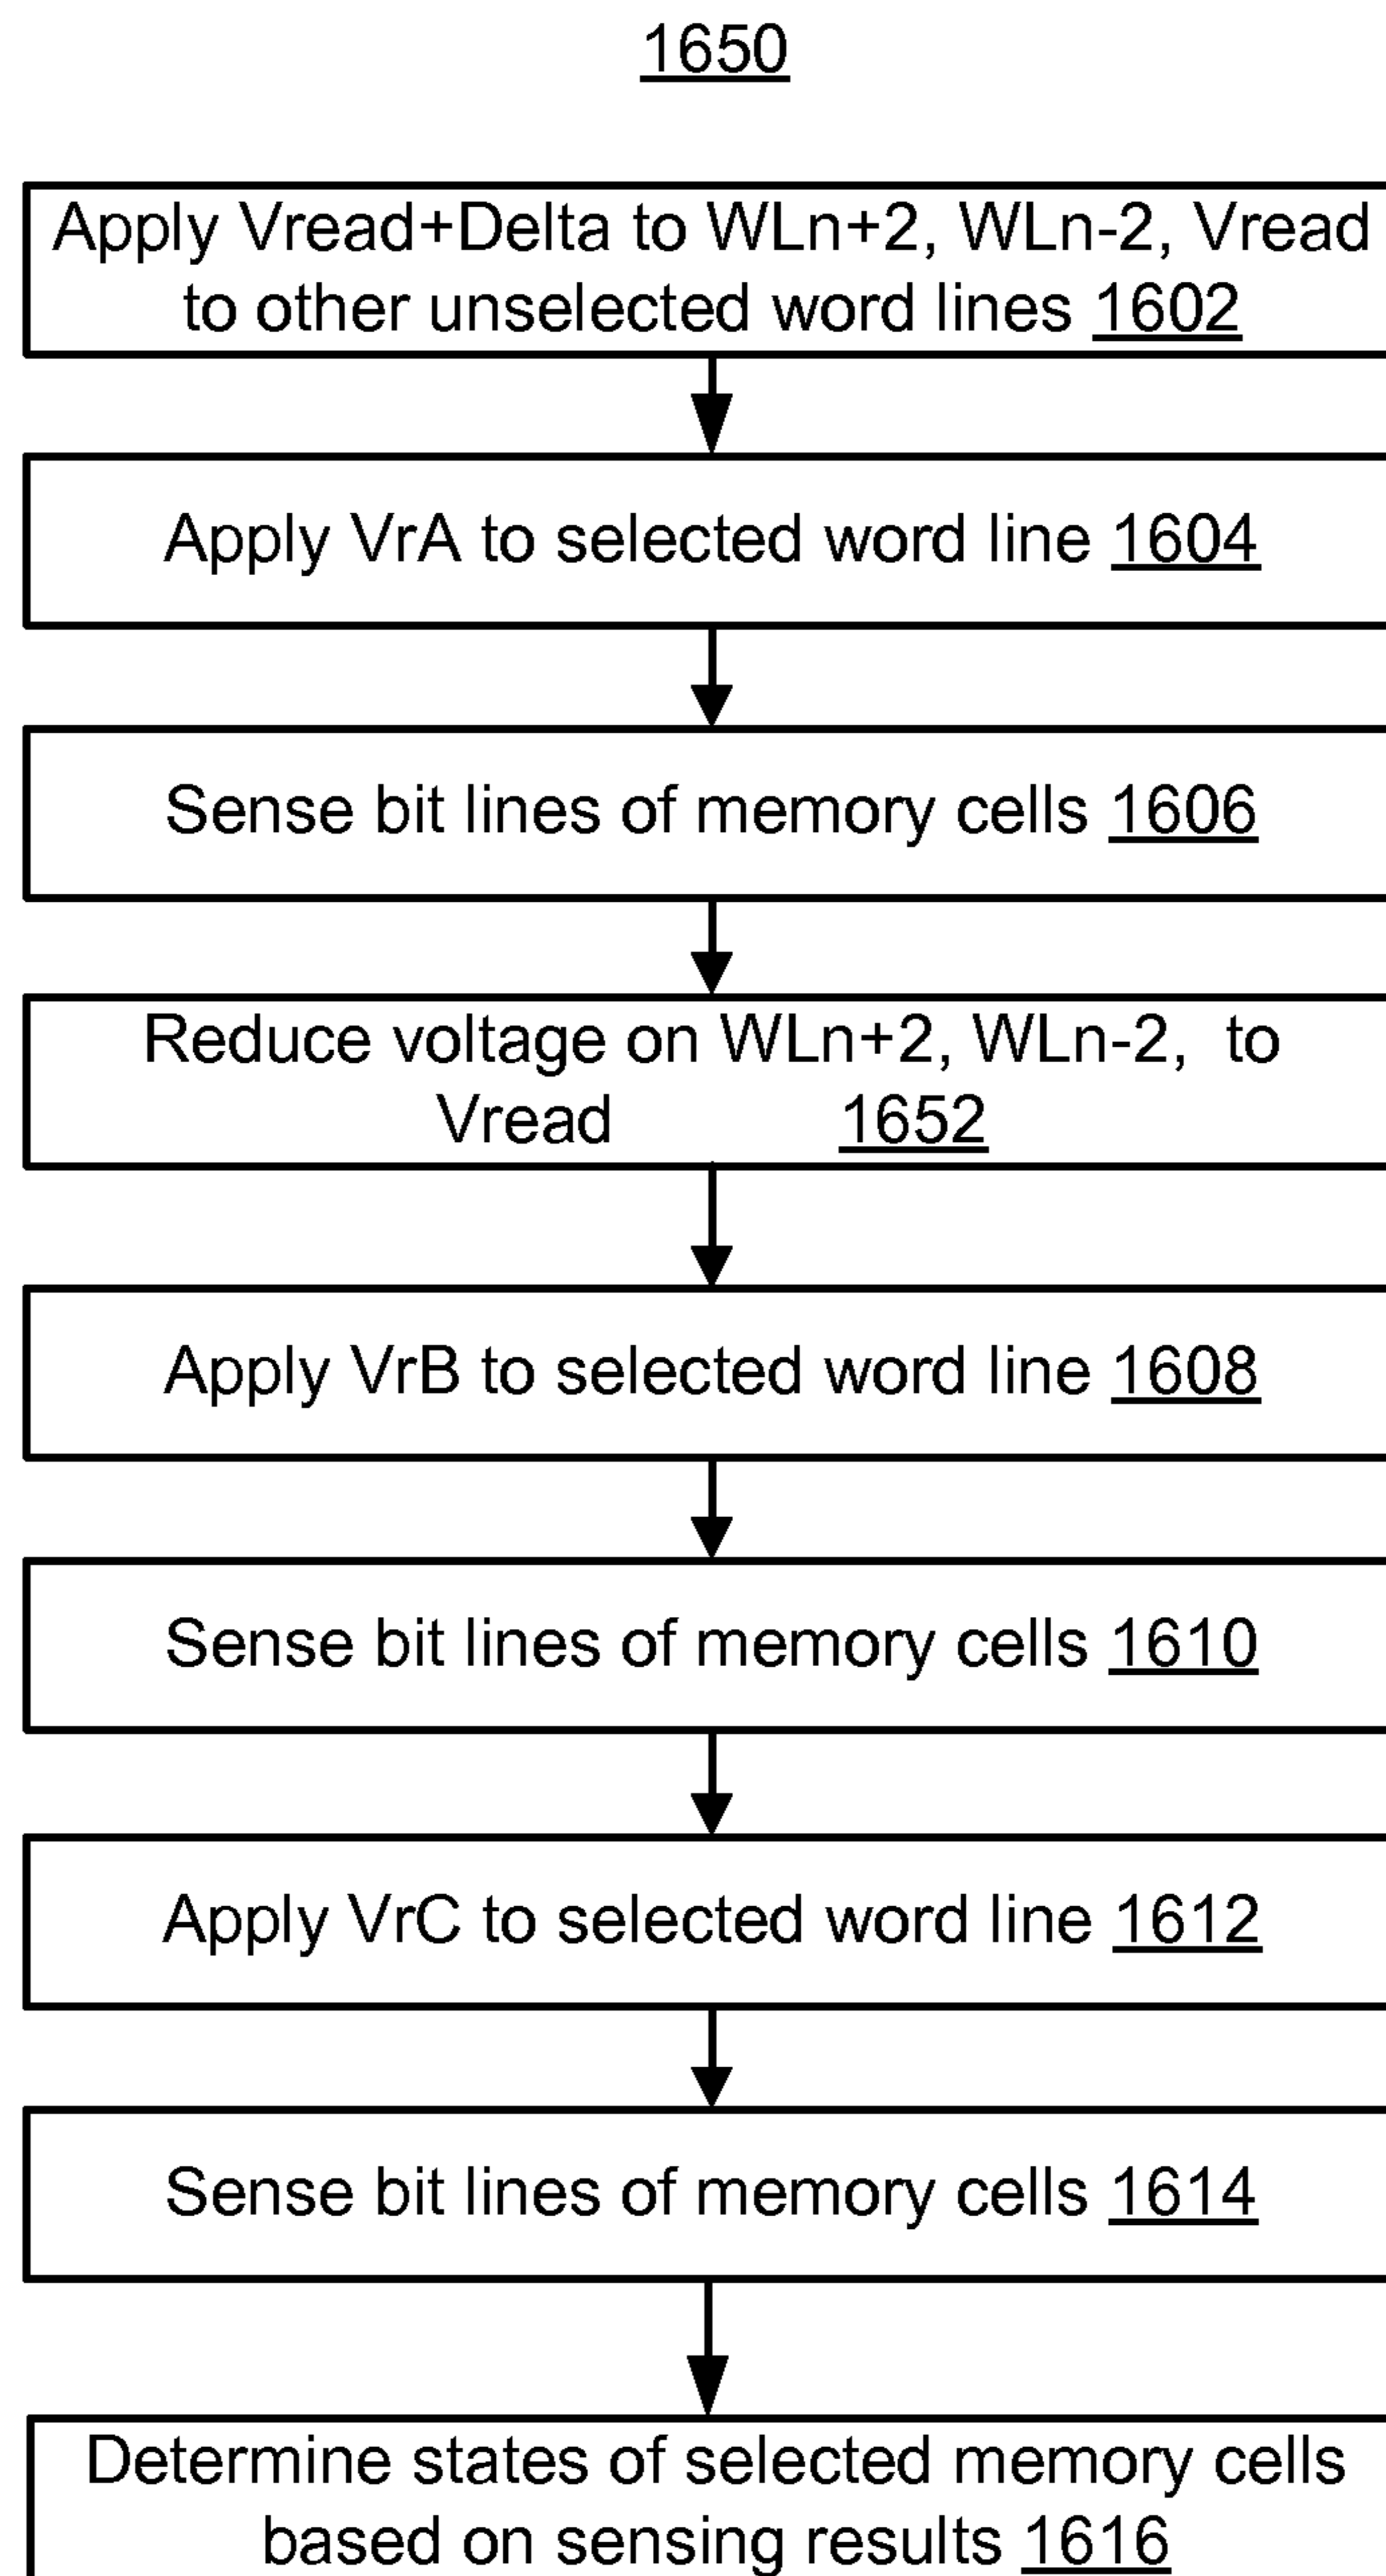 1650
Apply Vread+Delta to WLn+2, WLn-2, Vread
to other unselected word lines 1602
Apply VrA to selected word line 1604
Sense bit lines of memory cells 1606
Reduce voltage on WLn+2, WLn-2, to
Vread 1652
Apply VrB to selected word line 1608
Sense bit lines of memory cells 1610
Apply VrC to selected word line 1612
Sense bit lines of memory cells 1614
Determine states of selected memory cells
based on sensing results 1616